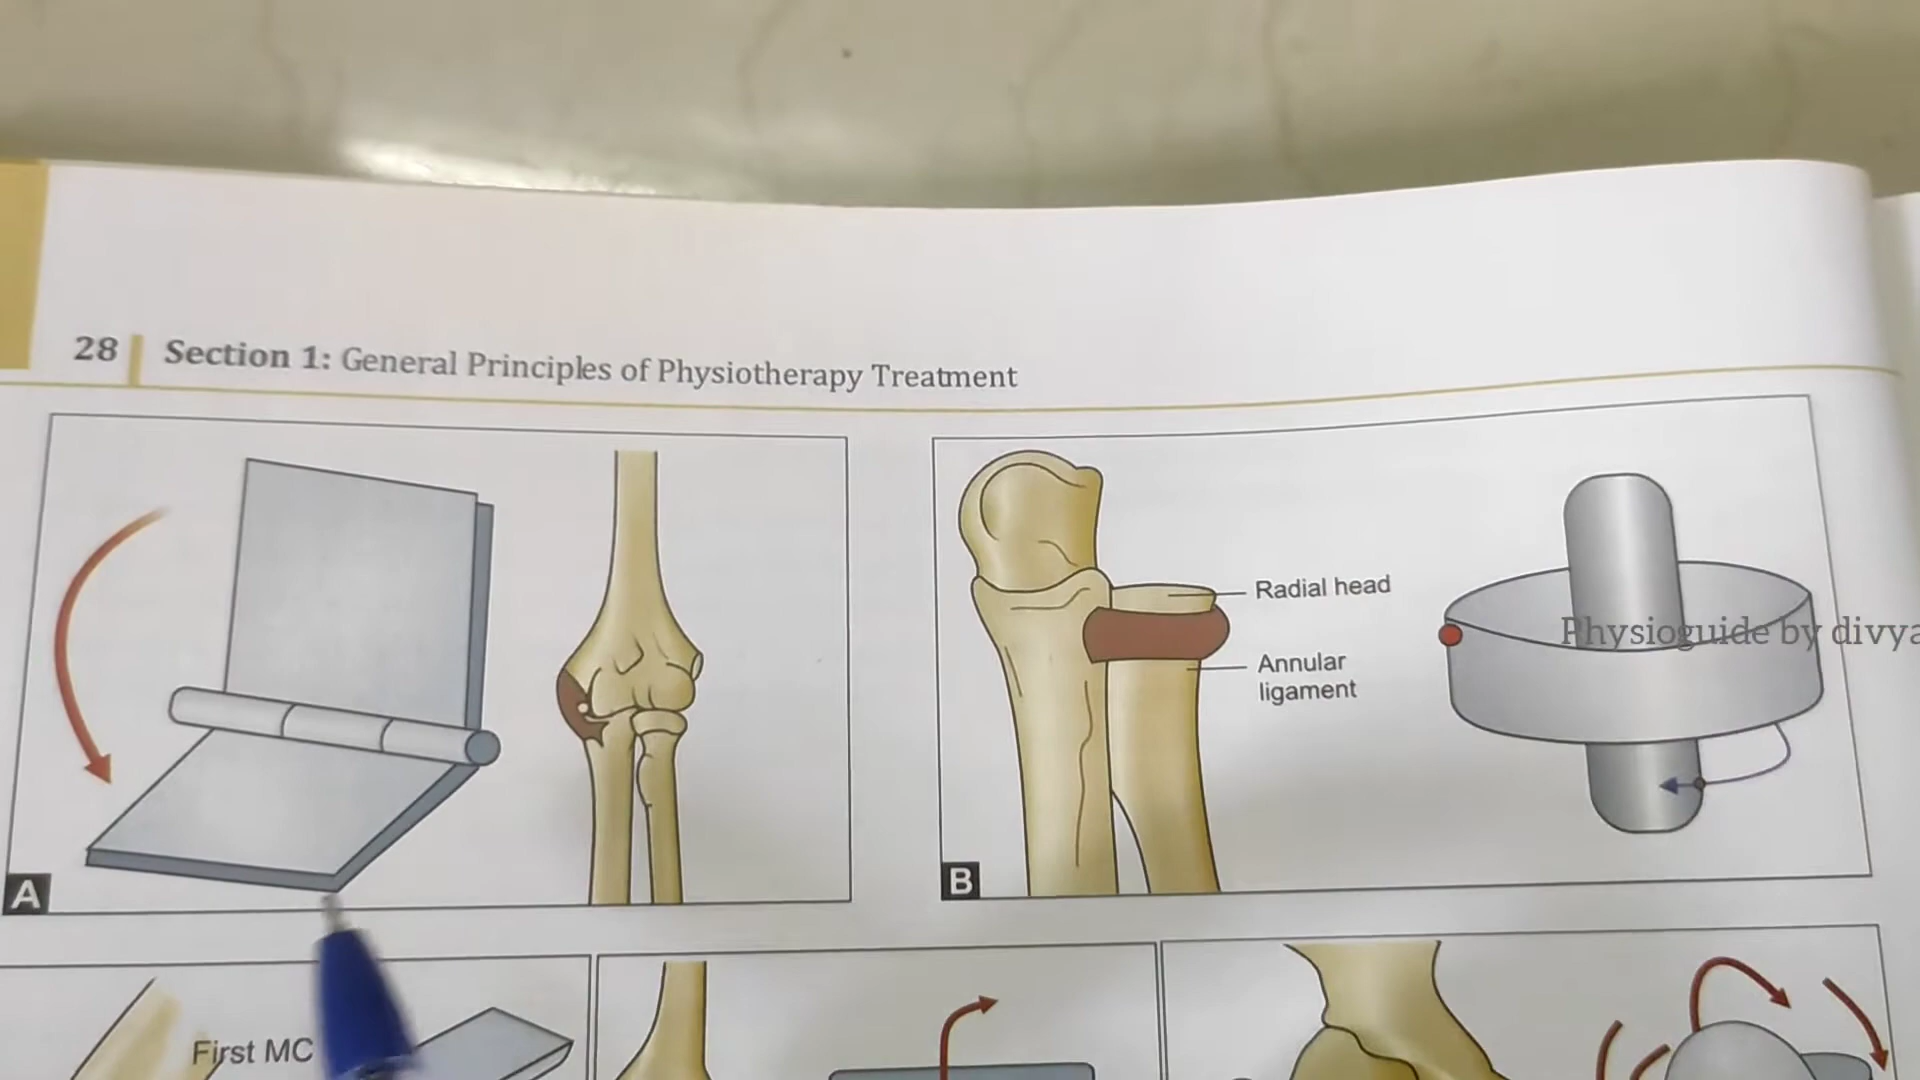 28 Section 1: General Principles of Physiotherapy Treatment
A
B
Radial head
Annular
ligament
Physioguide by divya
First MC